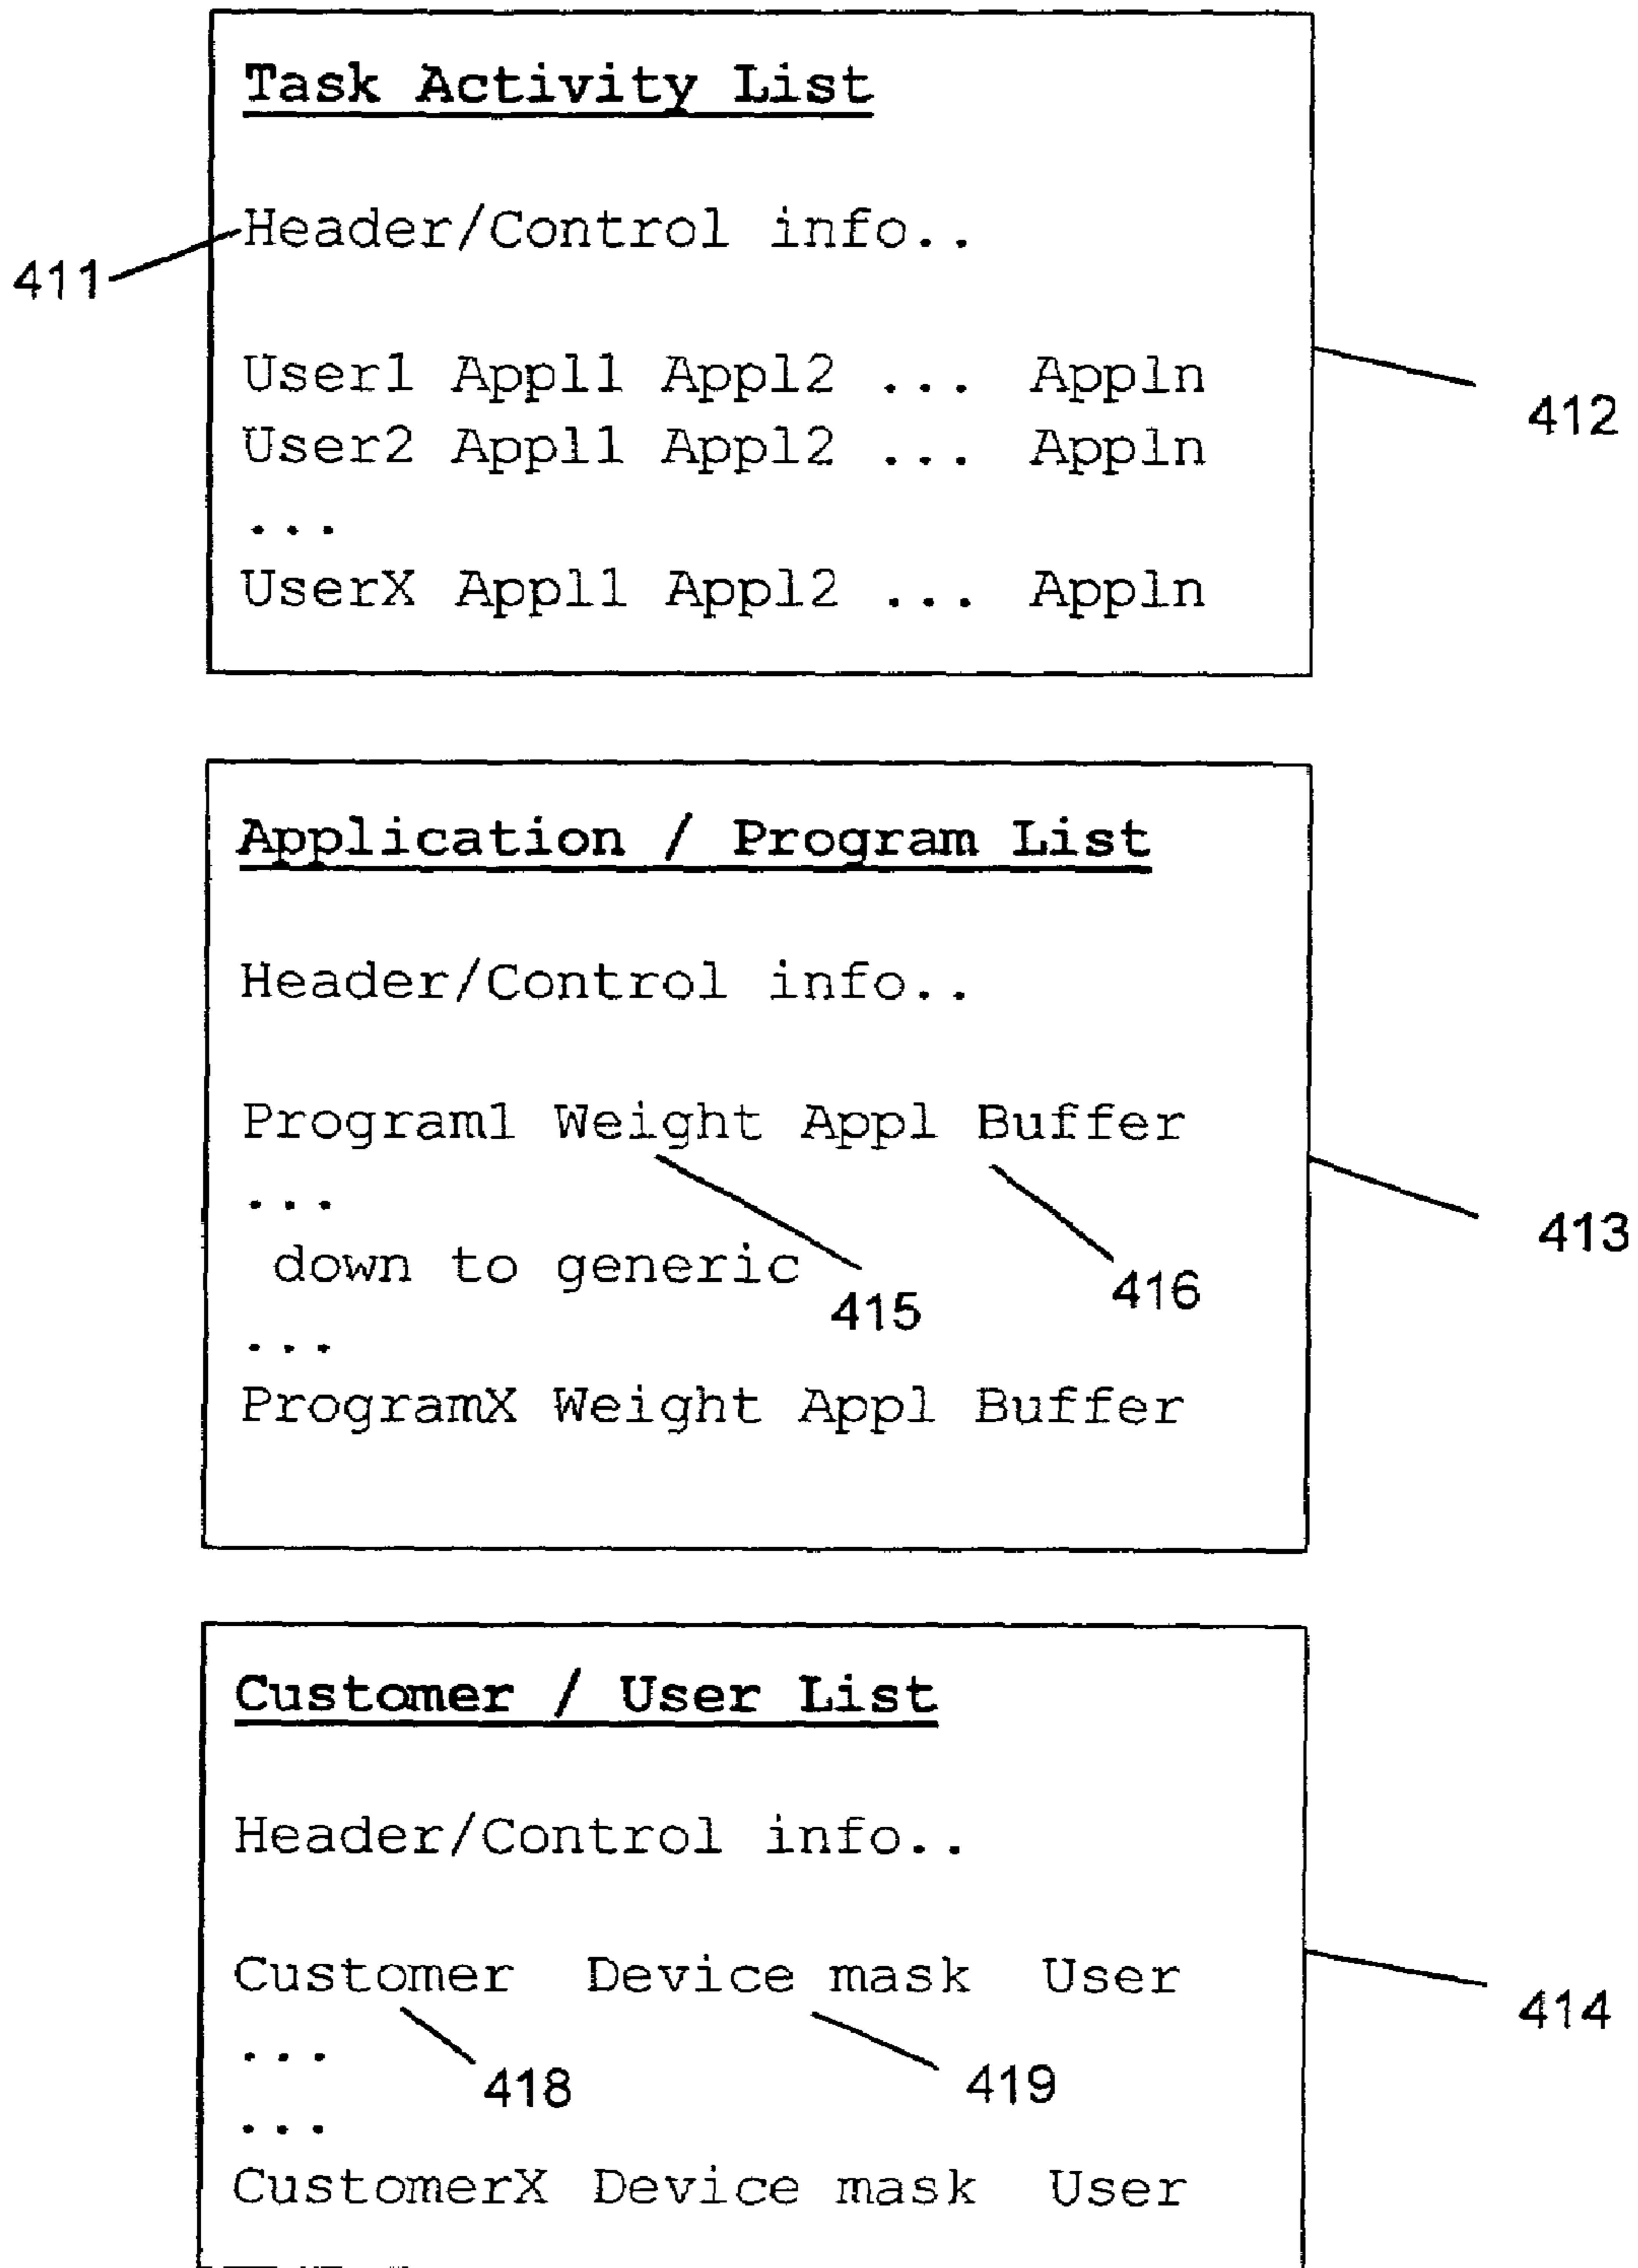 Task Activity List
Header/Control info..
411
User1 Appl1 Appl2 ... Appln
412
User2 Appl1 Appl2 ... Appln
...
UserX Appl1 Appl2 ... Appln
Application / Program List
Header/Control info..
Program1 Weight Appl Buffer
...
413
down to generic
415
416
...
ProgramX Weight Appl Buffer
Customer / User List
Header/Control info..
Customer Device mask User
414
...
418
419
...
CustomerX Device mask User